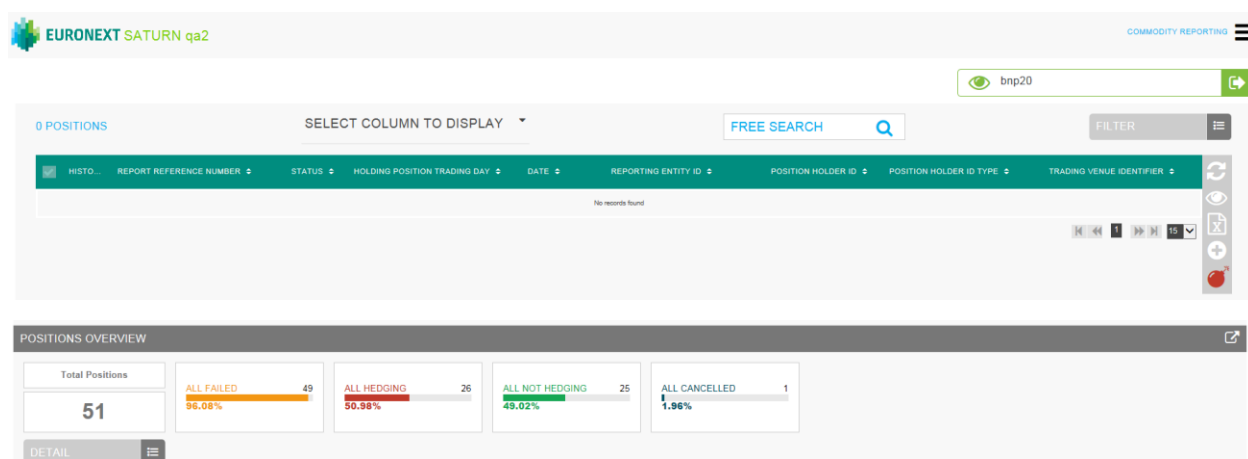 EURONEXT SATURN qa2
COMMODITY REPORTING
bnp20
0 POSITIONS
SELECT COLUMN TO DISPLAY
FREE SEARCH
FILTER
HISTO... REPORT REFERENCE NUMBER STATUS HOLDING POSITION TRADING DAY DATE REPORTING ENTITY ID POSITION HOLDER ID POSITION HOLDER ID TYPE TRADING VENUE IDENTIFIER
No records found
1 15
POSITIONS OVERVIEW
Total Positions
51
ALL FAILED 49
96.08%
ALL HEDGING 26
50.98%
ALL NOT HEDGING 25
49.02%
ALL CANCELLED 1
1.96%
DETAIL